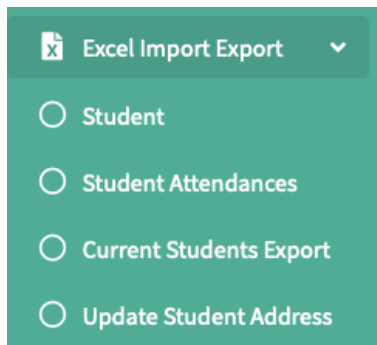 Excel Import Export
Student
Student Attendances
Current Students Export
Update Student Address